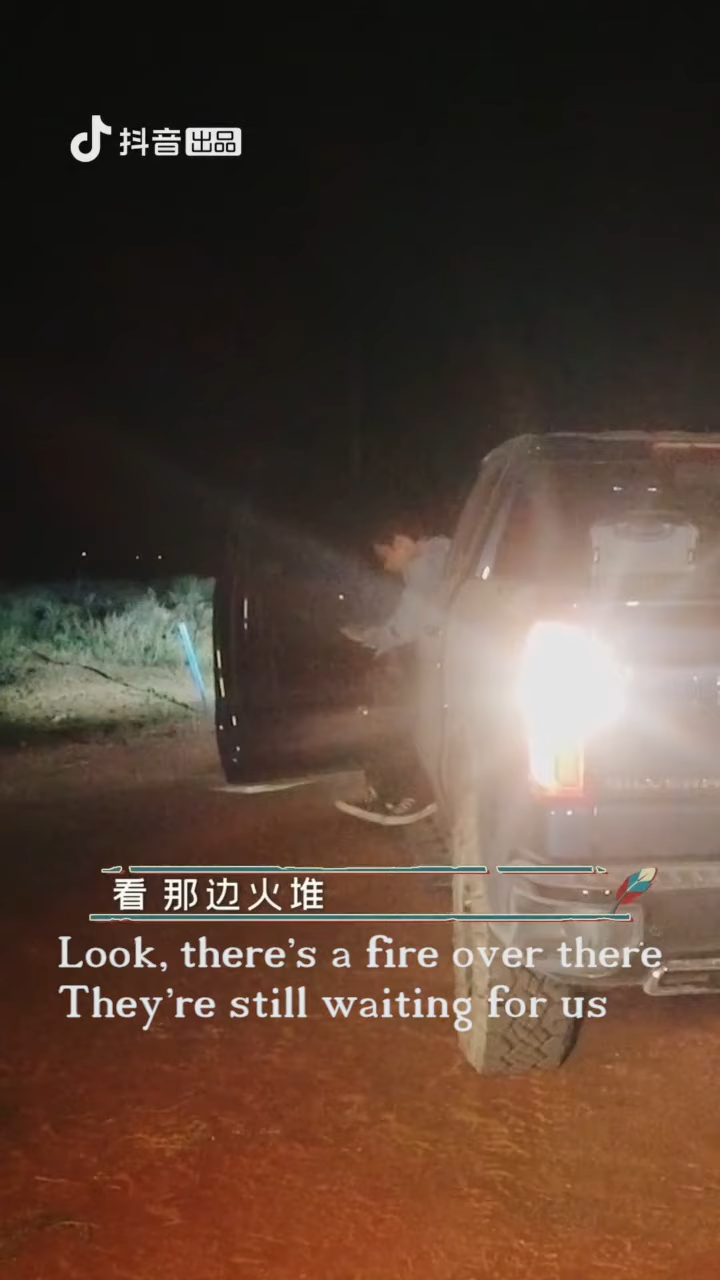 抖音出品
看 那边火堆
Look, there's a fire over there
They're still waiting for us